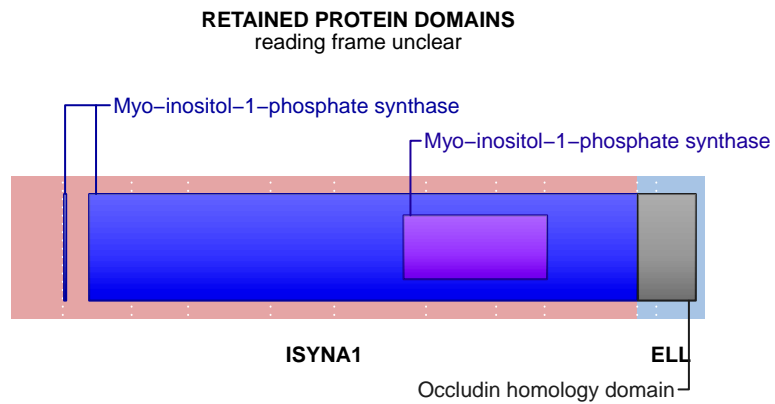 RETAINED PROTEIN DOMAINS
reading frame unclear
Myo−inositol−1−phosphate synthase
Myo−inositol−1−phosphate synthase
ISYNA1
ELL
Occludin homology domain